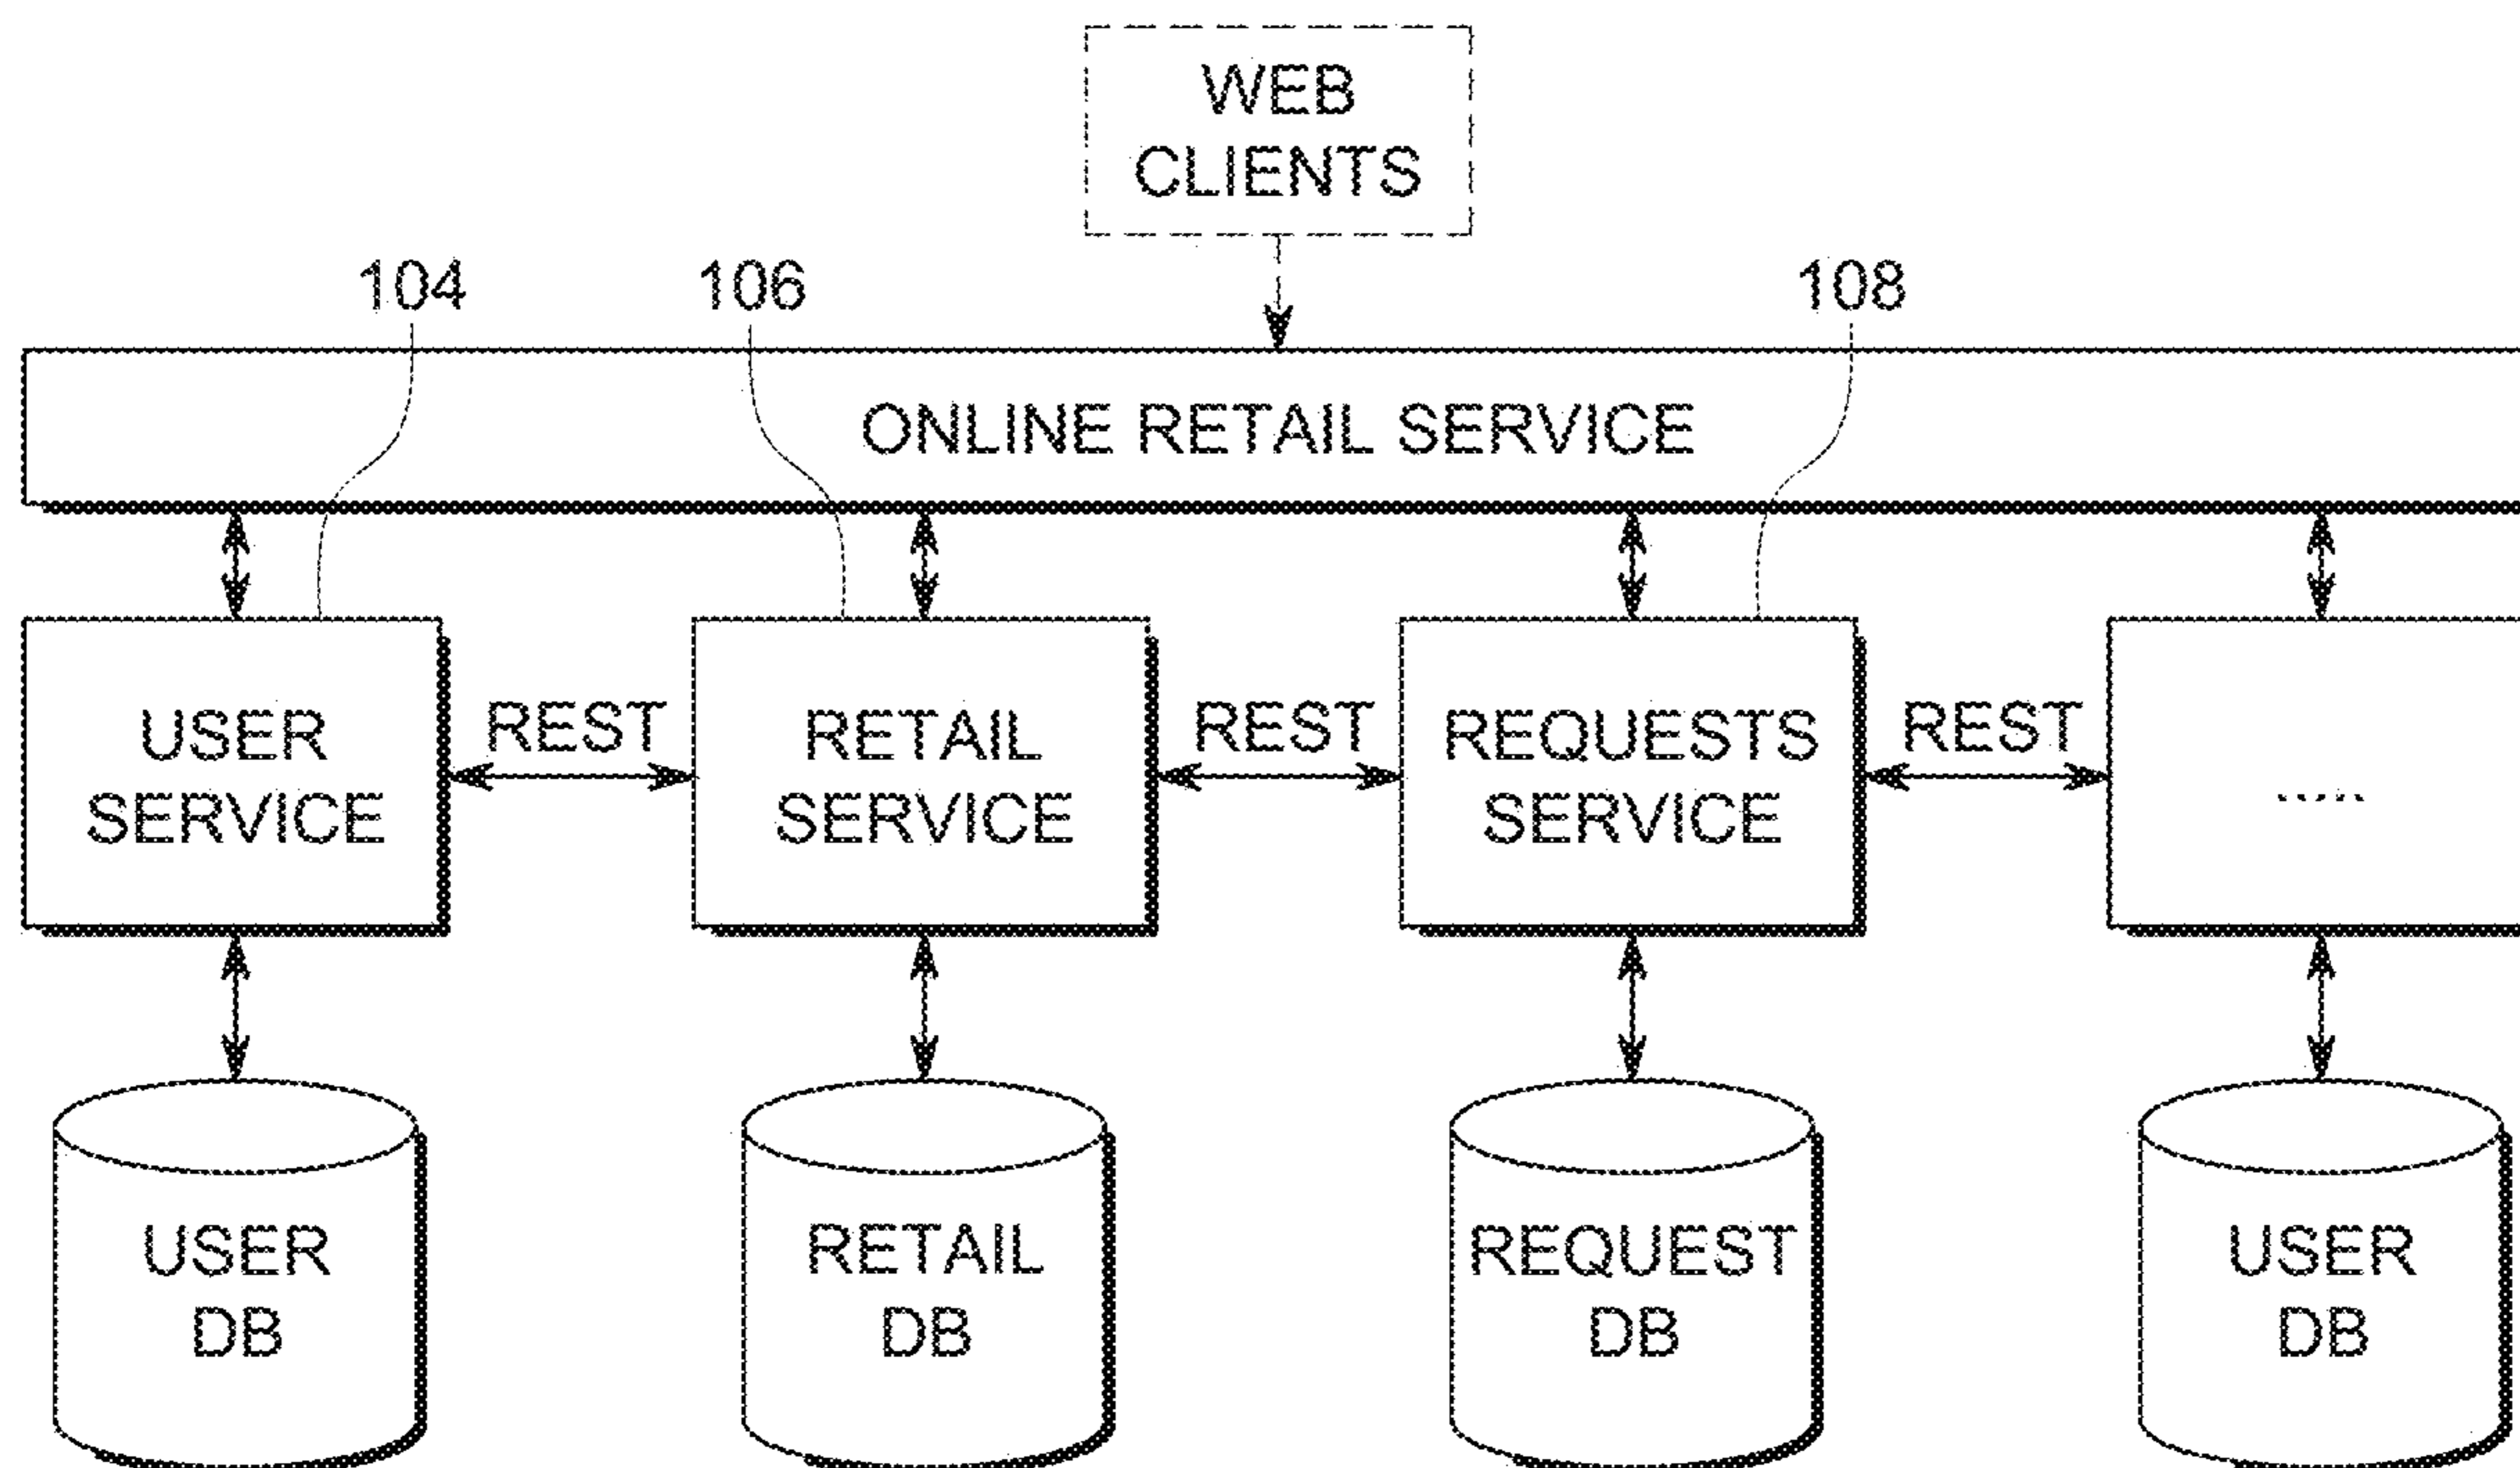 WEB
CLIENTS
104
106
108
ONLINE RETAIL SERVICE
USER
SERVICE
REST
RETAIL
SERVICE
REST
REQUESTS
SERVICE
REST
.....
USER
DB
RETAIL
DB
REQUEST
DB
USER
DB